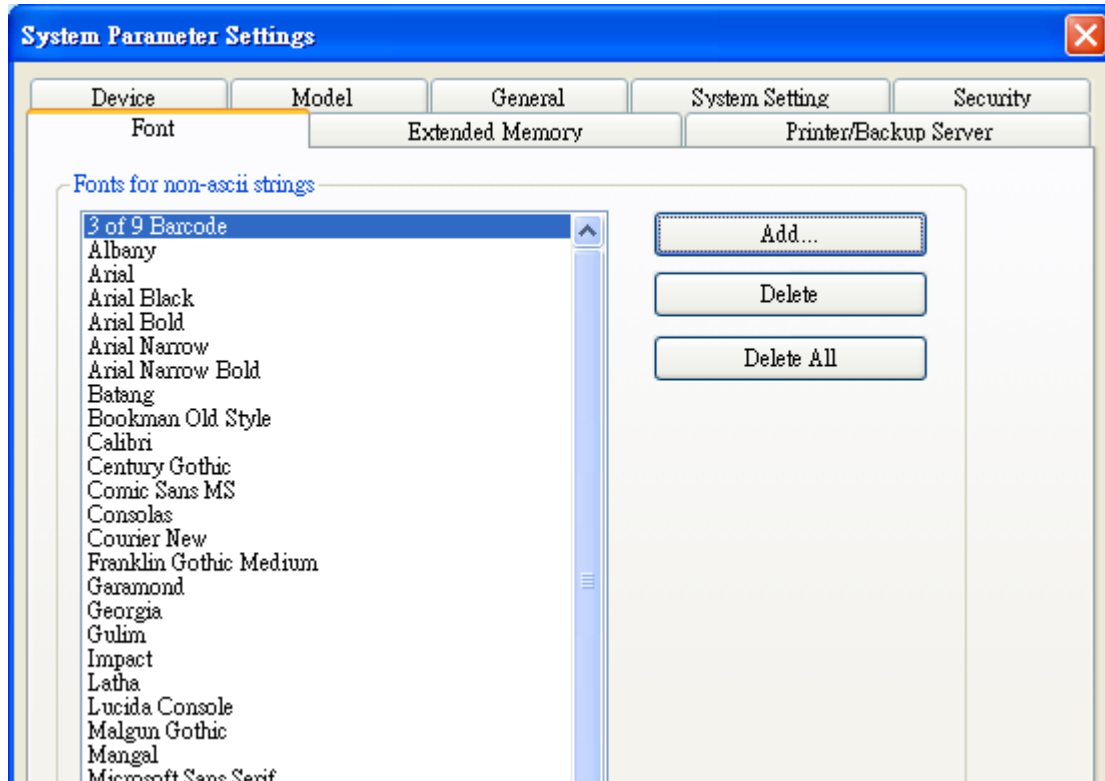 System Parameter Settings
Device Model General System Setting Security
Font Extended Memory Printer/Backup Server
Fonts for non-ascii strings
3 of 9 Barcode
Albany
Arial
Arial Black
Arial Bold
Arial Narrow
Arial Narrow Bold
Batang
Bookman Old Style
Calibri
Century Gothic
Comic Sans MS
Consolas
Courier New
Franklin Gothic Medium
Garamond
Georgia
Gulim
Impact
Latha
Lucida Console
Malgun Gothic
Mangal
Microsoft Sans Serif
Add...
Delete
Delete All